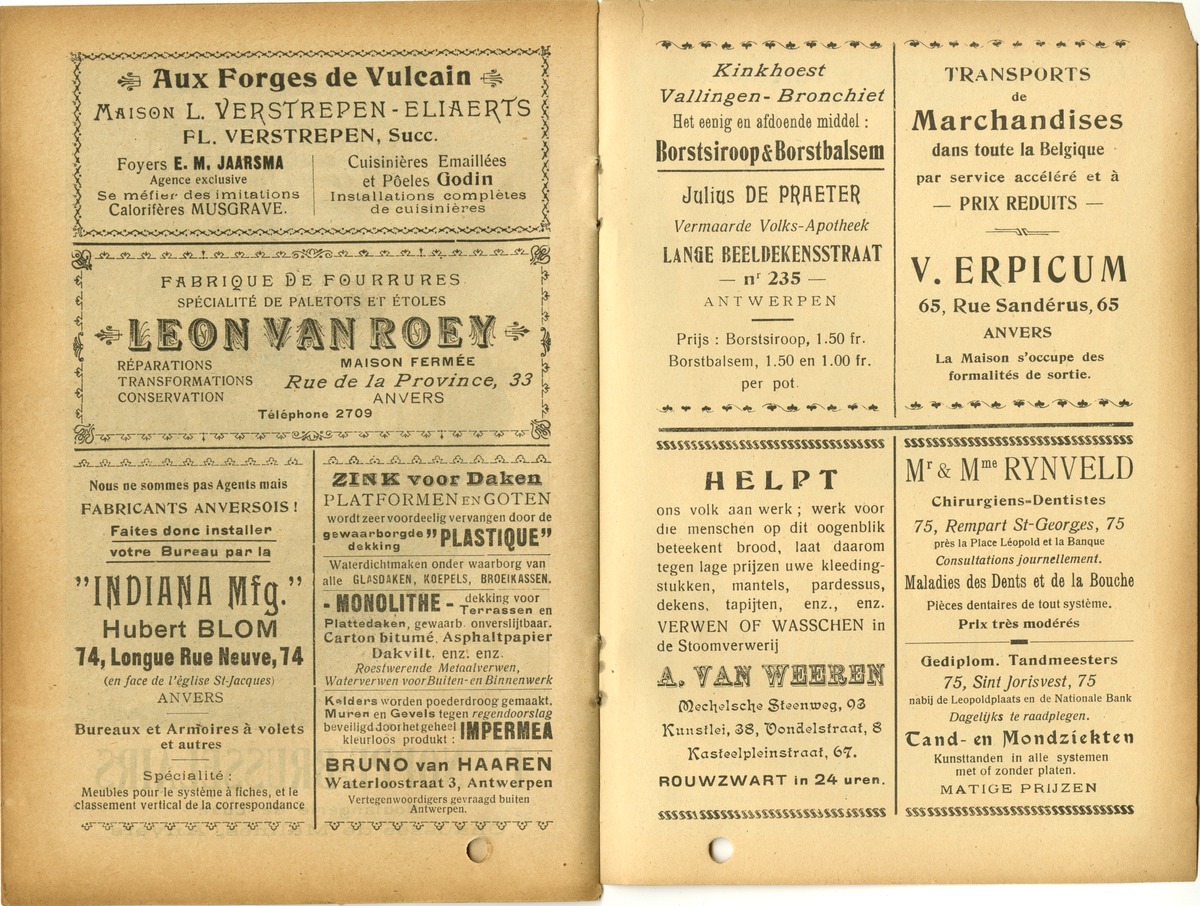 Aux Forges de Vulcain
MAISON L. VERSTREPEN-ELIAERTS
FL. VERSTREPEN, Succ.
Foyers E. M. JAARSMA
Agence exclusive
Se méfier des imitations
Calorifères MUSGRAVE.
Cuisinières Emaillées
et Pôeles Godin
Installations complètes
de cuisinières
FABRIQUE DE FOURRURES
SPÉCIALITÉ DE PALETOTS ET ÉTOLES
LEON VAN ROEY
RÉPARATIONS
TRANSFORMATIONS
CONSERVATION
MAISON FERMÉE
Rue de la Province, 33
ANVERS
Téléphone 2709
Nous ne sommes pas Agents mais
FABRICANTS ANVERSOIS !
Faites donc installer
votre Bureau par la
"INDIANA Mfg."
Hubert BLOM
74, Longue Rue Neuve, 74
(en face de l'église St-Jacques)
ANVERS
Bureaux et Armoires à volets
et autres
Spécialité :
Meubles pour le système à fiches, et le
classement vertical de la correspondance
ZINK voor Daken
PLATFORMEN EN GOTEN
wordt zeer voordeelig vervangen door de
gewaarborgde dekking "PLASTIQUE"
Waterdichtmaken onder waarborg van
alle GLASDAKEN, KOEPELS, BROEIKASSEN.
- MONOLITHE - dekking voor Terrassen en
Plattedaken, gewaarb. onverslijtbaar.
Carton bitumé, Asphaltpapier
Dakvilt, enz. enz.
Roestwerende Metaalverwen,
Waterverwen voor Buiten- en Binnenwerk
Kelders worden poederdroog gemaakt.
Muren en Gevels tegen regendoorslag
beveiligd door het geheel
kleurloos produkt : IMPERMEA
BRUNO van HAAREN
Waterloostraat 3, Antwerpen
Vertegenwoordigers gevraagd buiten
Antwerpen.
Kinkhoest
Vallingen - Bronchiet
Het eenig en afdoende middel :
Borstsiroop & Borstbalsem
Julius DE PRAETER
Vermaarde Volks-Apotheek
LANGE BEELDEKENSSTRAAT
— nr 235 —
ANTWERPEN
Prijs : Borstsiroop, 1.50 fr.
Borstbalsem, 1.50 en 1.00 fr.
per pot.
TRANSPORTS
de
Marchandises
dans toute la Belgique
par service accéléré et à
— PRIX REDUITS —
V. ERPICUM
65, Rue Sandérus, 65
ANVERS
La Maison s'occupe des
formalités de sortie.
HELPT
ons volk aan werk ; werk voor
die menschen op dit oogenblik
beteekent brood, laat daarom
tegen lage prijzen uwe kleeding-
stukken, mantels, pardessus,
dekens, tapijten, enz., enz.
VERWEN OF WASSCHEN in
de Stoomverwerij
A. VAN WEEREN
Mechelsche Steenweg, 93
Kunstlei, 38, Vondelstraat, 8
Kasteelpleinstraat, 67.
ROUWZWART in 24 uren.
Mr & Mme RYNVELD
Chirurgiens-Dentistes
75, Rempart St-Georges, 75
près la Place Léopold et la Banque
Consultations journellement.
Maladies des Dents et de la Bouche
Pièces dentaires de tout système.
Prix très modérés
Gediplom. Tandmeesters
75, Sint Jorisvest, 75
nabij de Leopoldplaats en de Nationale Bank
Dagelijks te raadplegen.
Tand- en Mondziekten
Kunsttanden in alle systemen
met of zonder platen.
MATIGE PRIJZEN